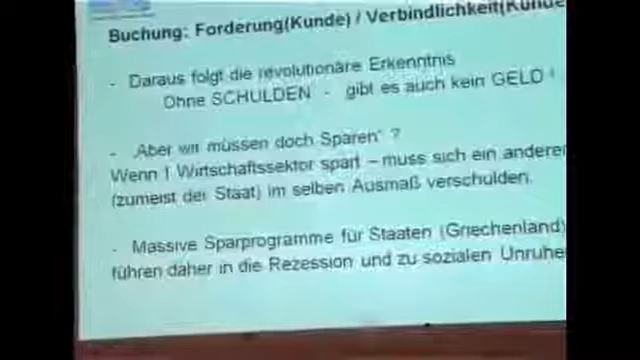 Buchung: Forderung(Kunde) / Verbindlichkeit(Kunde
- Daraus folgt die revolutionäre Erkenntnis
Ohne SCHULDEN - gibt es auch kein GELD !
- „Aber wir müssen doch Sparen" ?
Wenn 1 Wirtschaftssektor spart – muss sich ein anderer
(zumeist der Staat) im selben Ausmaß verschulden.
- Massive Sparprogramme für Staaten (Griechenland)
führen daher in die Rezession und zu sozialen Unruhe